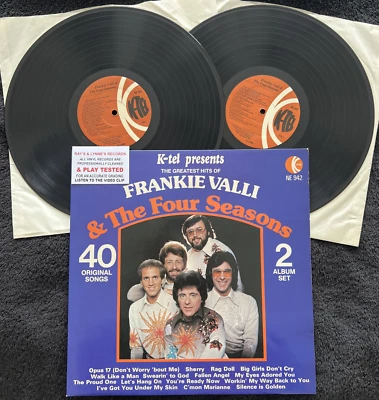 RAY'S & LYNNE'S RECORDS
ALL VINYL RECORDS ARE
PROFESSIONALLY CLEANED
& PLAY TESTED
FOR AN ACCURATE GRADING
LISTEN TO THE VIDEO CLIP
K-tel presents
THE GREATEST HITS OF
FRANKIE VALLI
& The Four Seasons
K
NE 942
40
ORIGINAL
SONGS
2
ALBUM
SET
Opus 17 (Don't Worry 'bout Me) Sherry Rag Doll Big Girls Don't Cry
Walk Like a Man Swearin' to God Fallen Angel My Eyes Adored You
The Proud One Let's Hang On You're Ready Now Workin' My Way Back to You
I've Got You Under My Skin C'mon Marianne Silence is Golden